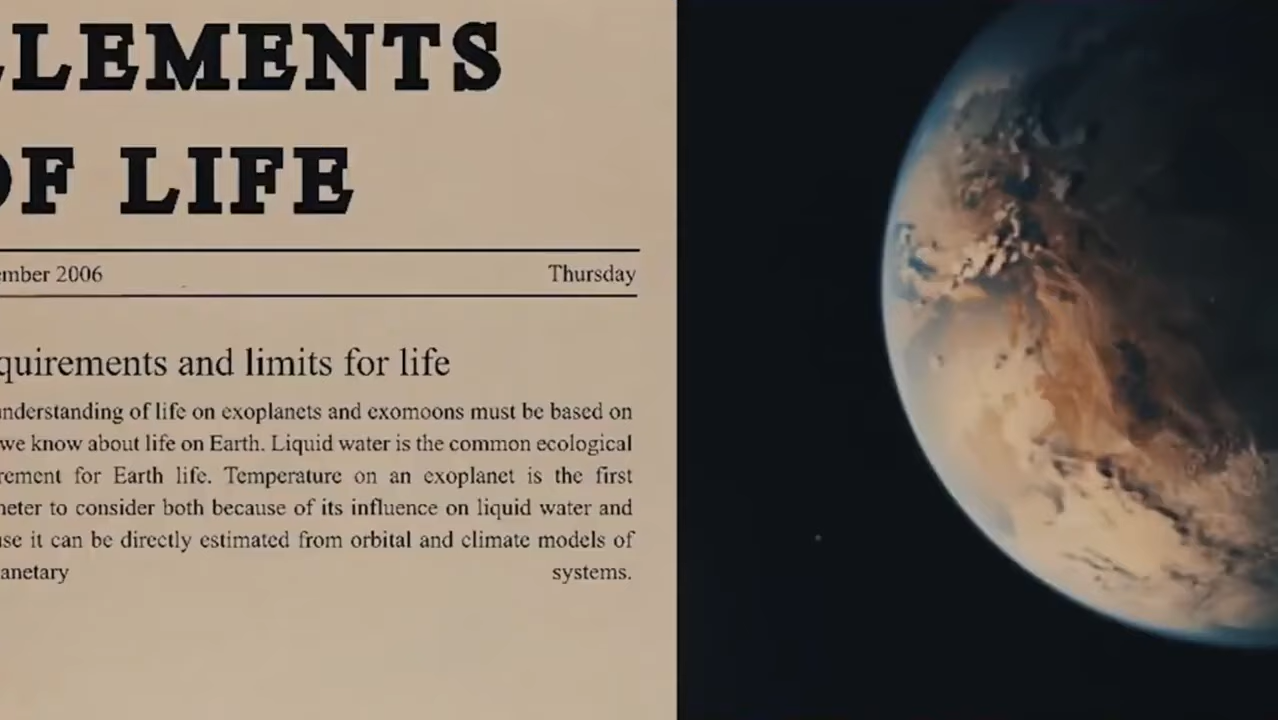 LEMENTS
OF LIFE
ember 2006 Thursday
quirements and limits for life
understanding of life on exoplanets and exomoons must be based on
we know about life on Earth. Liquid water is the common ecological
rement for Earth life. Temperature on an exoplanet is the first
meter to consider both because of its influence on liquid water and
use it can be directly estimated from orbital and climate models of
anetary systems.